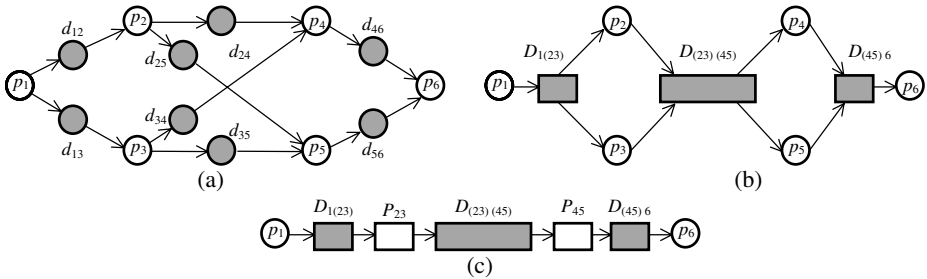 p2 p4 p2 p4
d12 d46
d24 D1(23) D(23) (45) D(45) 6
d25
p1 p6 p1 p6
d34 d35
d13 p3 p5 d56 p3 p5
(a) (b)
D1(23) P23 D(23) (45) P45 D(45) 6
p1 p6
(c)